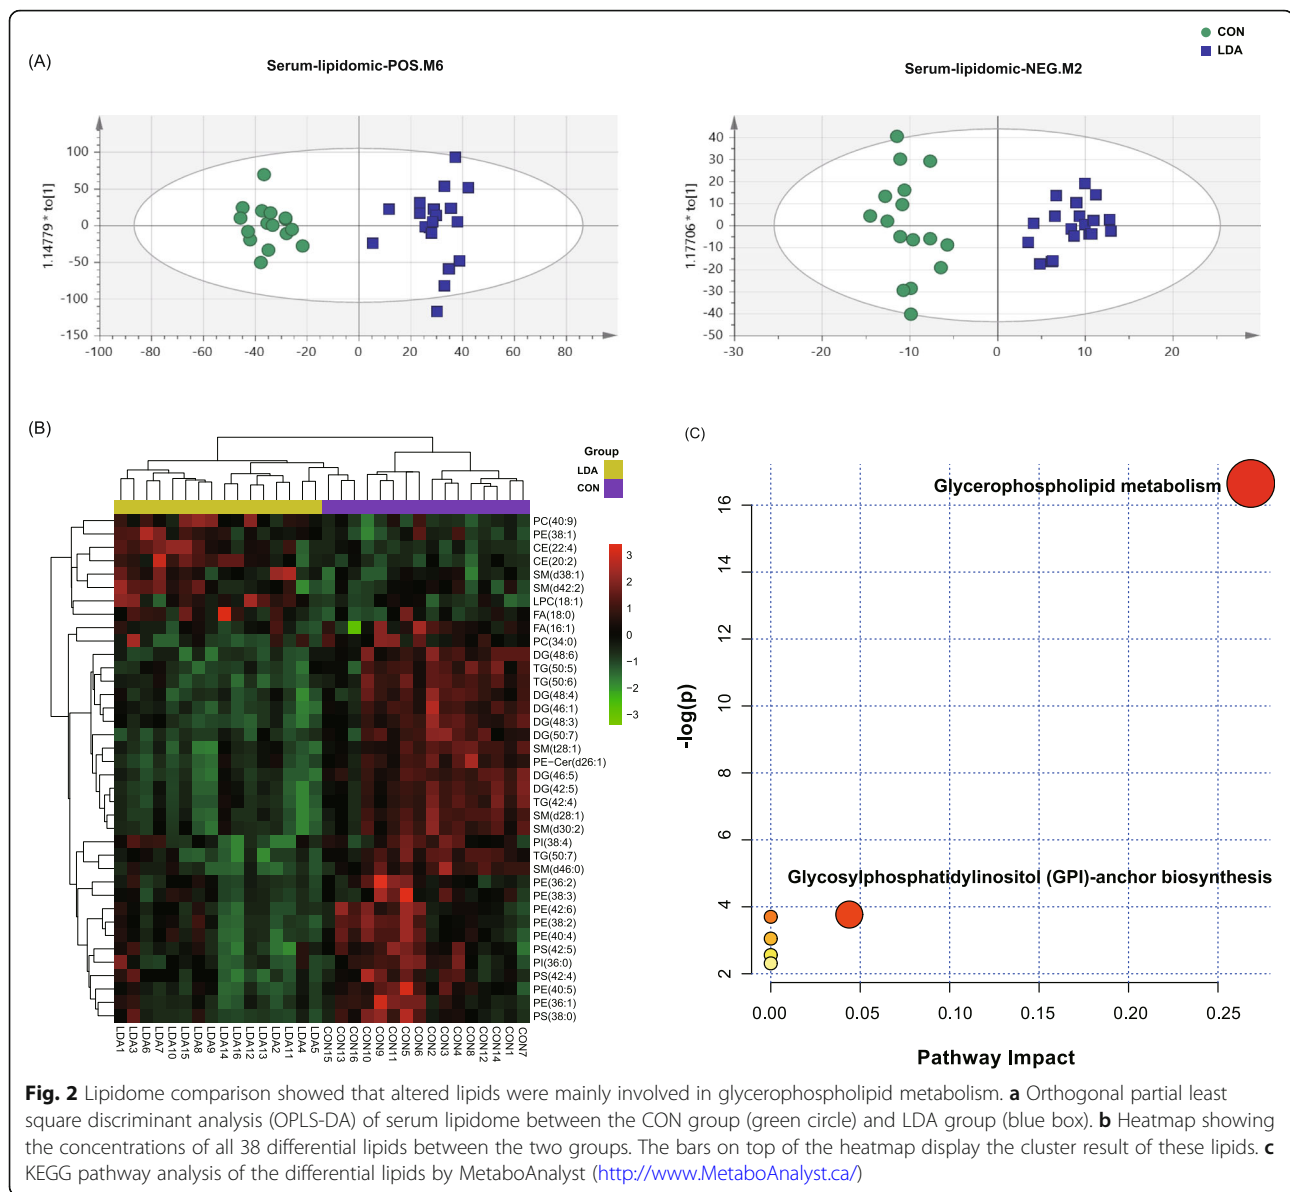 CON
LDA
(A)
Serum-lipidomic-POS.M6
Serum-lipidomic-NEG.M2
1.14779 * to[1]
100
50
0
-50
-100
-150
-100
-80
-60
-40
-20
0
20
40
60
80
1.17706 * to[1]
40
30
20
10
0
-10
-20
-30
-40
-50
-30
-20
-10
0
10
20
(B)
Group
LDA
CON
3
2
1
0
−1
−2
−3
PC(40:9)
PE(38:1)
CE(22:4)
CE(20:2)
SM(d38:1)
SM(d42:2)
LPC(18:1)
FA(18:0)
FA(16:1)
PC(34:0)
DG(48:6)
TG(50:5)
TG(50:6)
DG(48:4)
DG(46:1)
DG(48:3)
DG(50:7)
SM(t28:1)
PE−Cer(d26:1)
DG(46:5)
DG(42:5)
TG(42:4)
SM(d28:1)
SM(d30:2)
PI(38:4)
TG(50:7)
SM(d46:0)
PE(36:2)
PE(38:3)
PE(42:6)
PE(38:2)
PE(40:4)
PS(42:5)
PI(36:0)
PS(42:4)
PE(40:5)
PE(36:1)
PS(38:0)
LDA1
LDA3
LDA6
LDA7
LDA10
LDA15
LDA8
LDA9
LDA14
LDA16
LDA12
LDA13
LDA2
LDA11
LDA4
LDA5
CON15
CON13
CON16
CON10
CON9
CON11
CON5
CON6
CON2
CON3
CON4
CON8
CON12
CON14
CON1
CON7
(C)
Glycerophospholipid metabolism
Glycosylphosphatidylinositol (GPI)-anchor biosynthesis
-log(p)
16
14
12
10
8
6
4
2
0.00
0.05
0.10
0.15
0.20
0.25
Pathway Impact
Fig. 2 Lipidome comparison showed that altered lipids were mainly involved in glycerophospholipid metabolism. a Orthogonal partial least
square discriminant analysis (OPLS-DA) of serum lipidome between the CON group (green circle) and LDA group (blue box). b Heatmap showing
the concentrations of all 38 differential lipids between the two groups. The bars on top of the heatmap display the cluster result of these lipids. c
KEGG pathway analysis of the differential lipids by MetaboAnalyst (http://www.MetaboAnalyst.ca/)